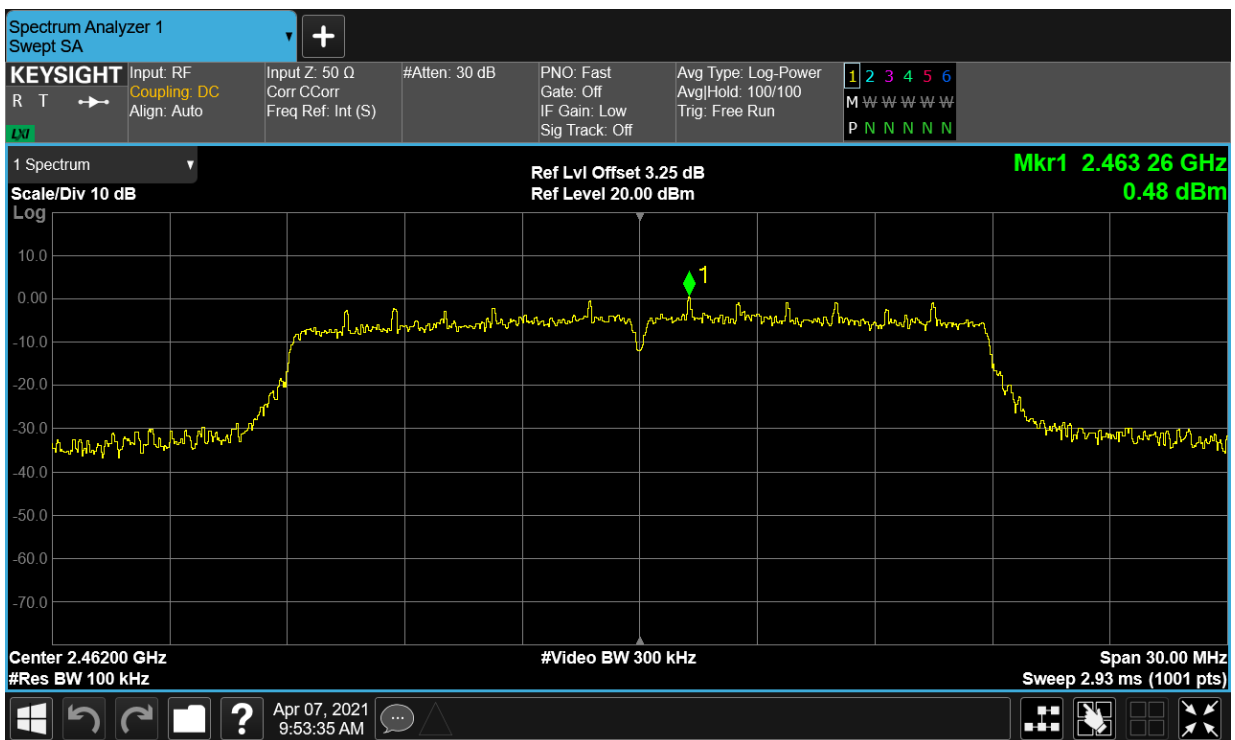 Spectrum Analyzer 1
Swept SA
KEYSIGHT
R T
LXI
Input: RF
Coupling: DC
Align: Auto
Input Z: 50 Ω
Corr CCorr
Freq Ref: Int (S)
#Atten: 30 dB
PNO: Fast
Gate: Off
IF Gain: Low
Sig Track: Off
Avg Type: Log-Power
Avg|Hold: 100/100
Trig: Free Run
1 2 3 4 5 6
M W W W W W
P N N N N N
1 Spectrum
Scale/Div 10 dB
Ref Lvl Offset 3.25 dB
Ref Level 20.00 dBm
Mkr1 2.463 26 GHz
0.48 dBm
Log
10.0
0.00
-10.0
-20.0
-30.0
-40.0
-50.0
-60.0
-70.0
1
Center 2.46200 GHz
#Res BW 100 kHz
#Video BW 300 kHz
Span 30.00 MHz
Sweep 2.93 ms (1001 pts)
?
Apr 07, 2021
9:53:35 AM